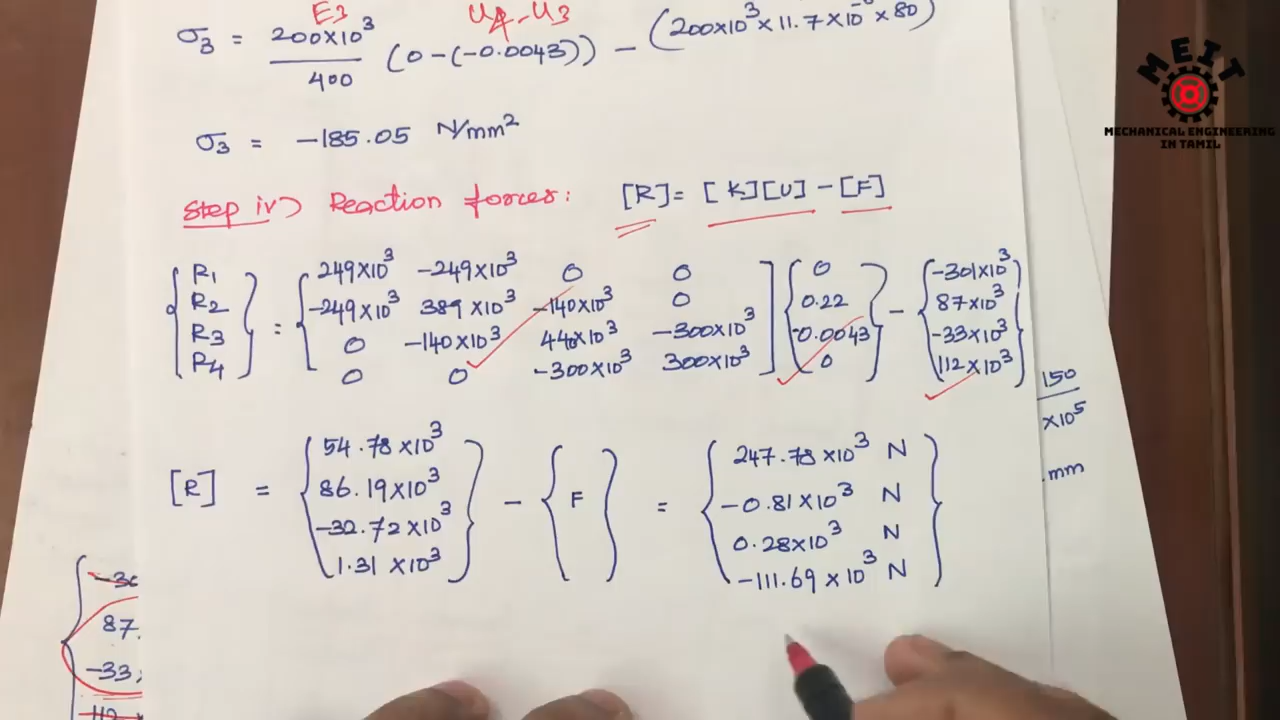 E3 U4-U3
σ3 = 200×10³/400 (0-(-0.0043)) - (200×10³×11.7×10⁻⁶×80)
MEIT
MECHANICAL ENGINEERING
IN TAMIL
σ3 = -185.05 N/mm²
Step iv) Reaction forces: [R]= [K][U] - [F]
{R1 R2 R3 R4} = [249×10³ -249×10³ 0 0
-249×10³ 389×10³ -140×10³ 0
0 -140×10³ 440×10³ -300×10³
0 0 -300×10³ 300×10³] {0 0.22 -0.0043 0} - {-301×10³ 87×10³ -33×10³ 112×10³}
150
×10⁵
.mm
[R] = {54.78×10³ 86.19×10³ -32.72×10³ 1.31×10³} - {F} = {247.78×10³ N -0.81×10³ N 0.28×10³ N -111.69×10³ N}
-30
87.
-33,
112